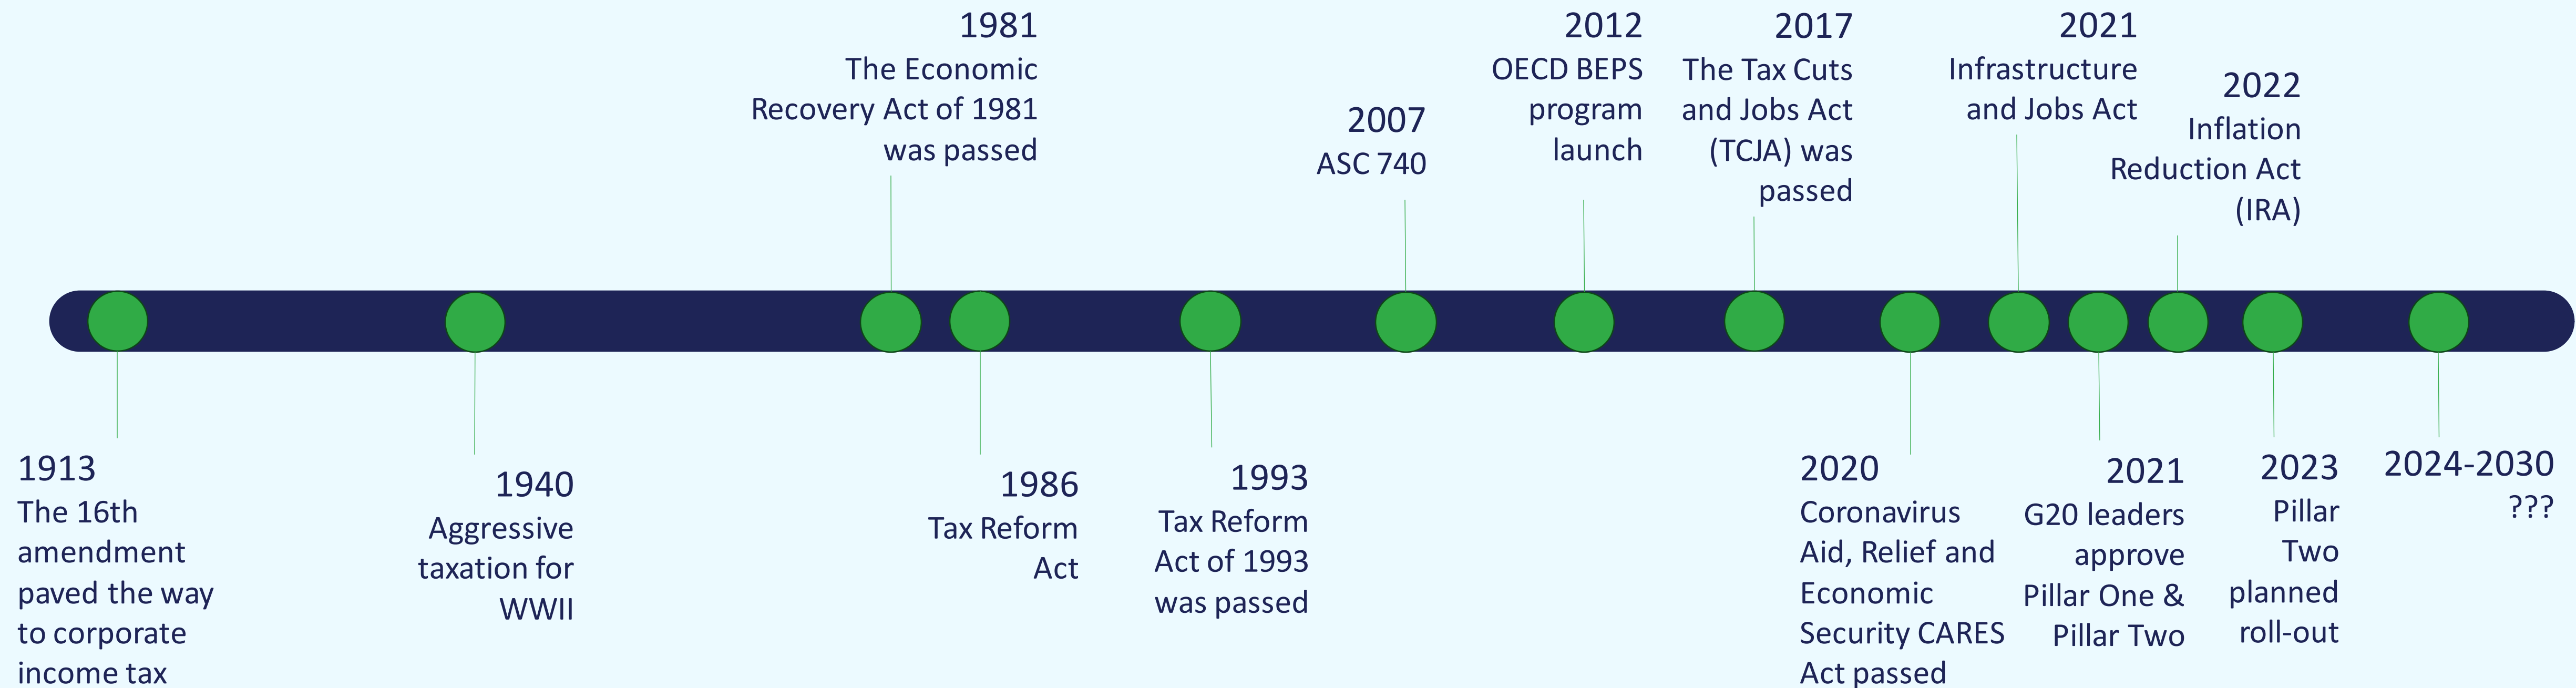 1981
The Economic
Recovery Act of 1981
was passed
2007
ASC 740
2012
OECD BEPS
program
launch
2017
The Tax Cuts
and Jobs Act
(TCJA) was
passed
2021
Infrastructure
and Jobs Act
2022
Inflation
Reduction Act
(IRA)
1913
The 16th
amendment
paved the way
to corporate
income tax
1940
Aggressive
taxation for
WWII
1986
Tax Reform
Act
1993
Tax Reform
Act of 1993
was passed
2020
Coronavirus
Aid, Relief and
Economic
Security CARES
Act passed
2021
G20 leaders
approve
Pillar One &
Pillar Two
2023
Pillar
Two
planned
roll-out
2024-2030
???